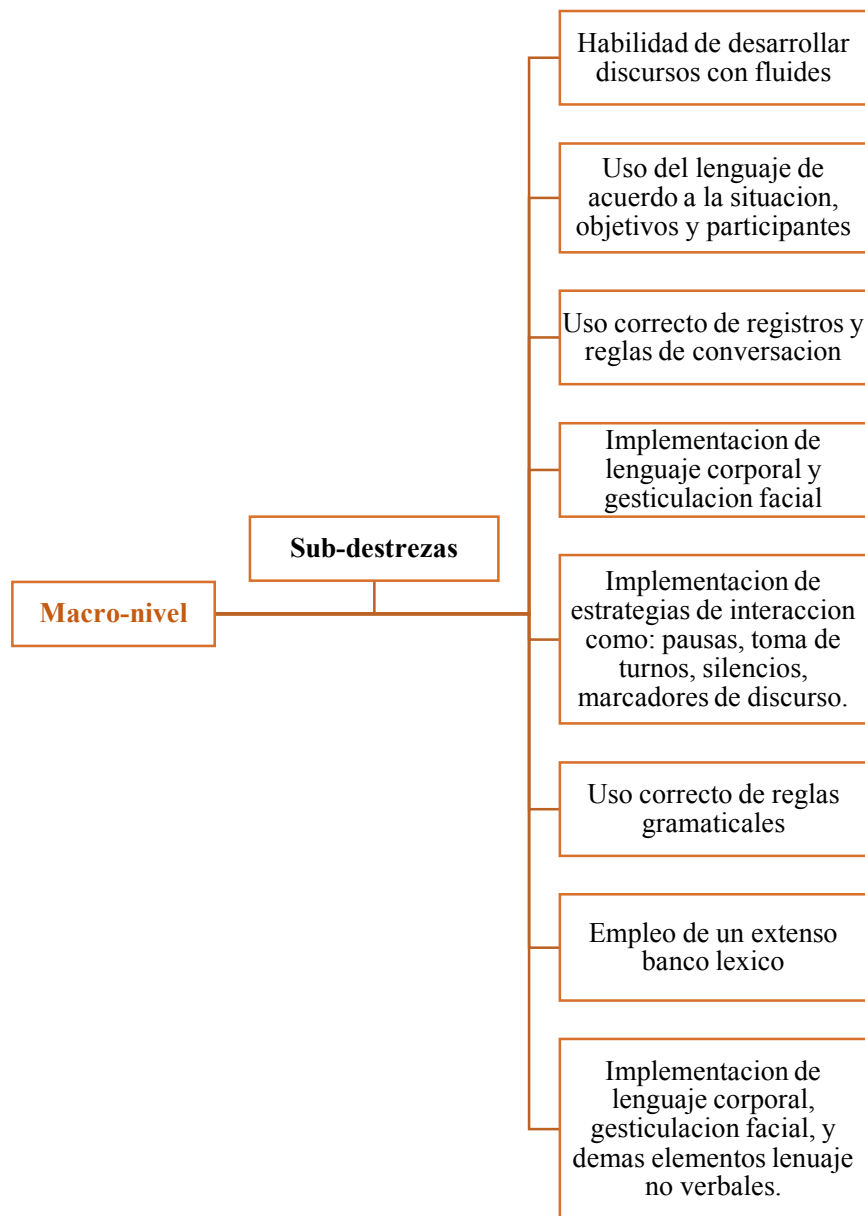 Habilidad de desarrollar
discursos con fluides
Uso del lenguaje de
acuerdo a la situacion,
objetivos y participantes
Uso correcto de registros y
reglas de conversacion
Implementacion de
lenguaje corporal y
gesticulacion facial
Sub-destrezas
Macro-nivel
Implementacion de
estrategias de interaccion
como: pausas, toma de
turnos, silencios,
marcadores de discurso.
Uso correcto de reglas
gramaticales
Empleo de un extenso
banco lexico
Implementacion de
lenguaje corporal,
gesticulacion facial, y
demas elementos lenuaje
no verbales.